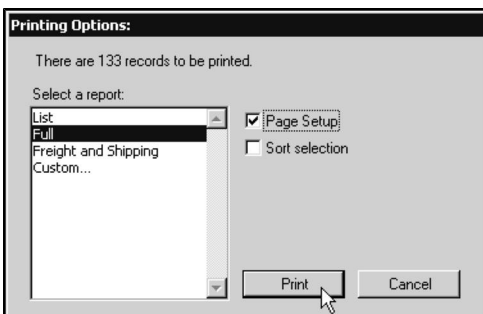 Printing Options:
There are 133 records to be printed.
Select a report:
List
Full
Freight and Shipping
Custom...
Page Setup
Sort selection
Print
Cancel